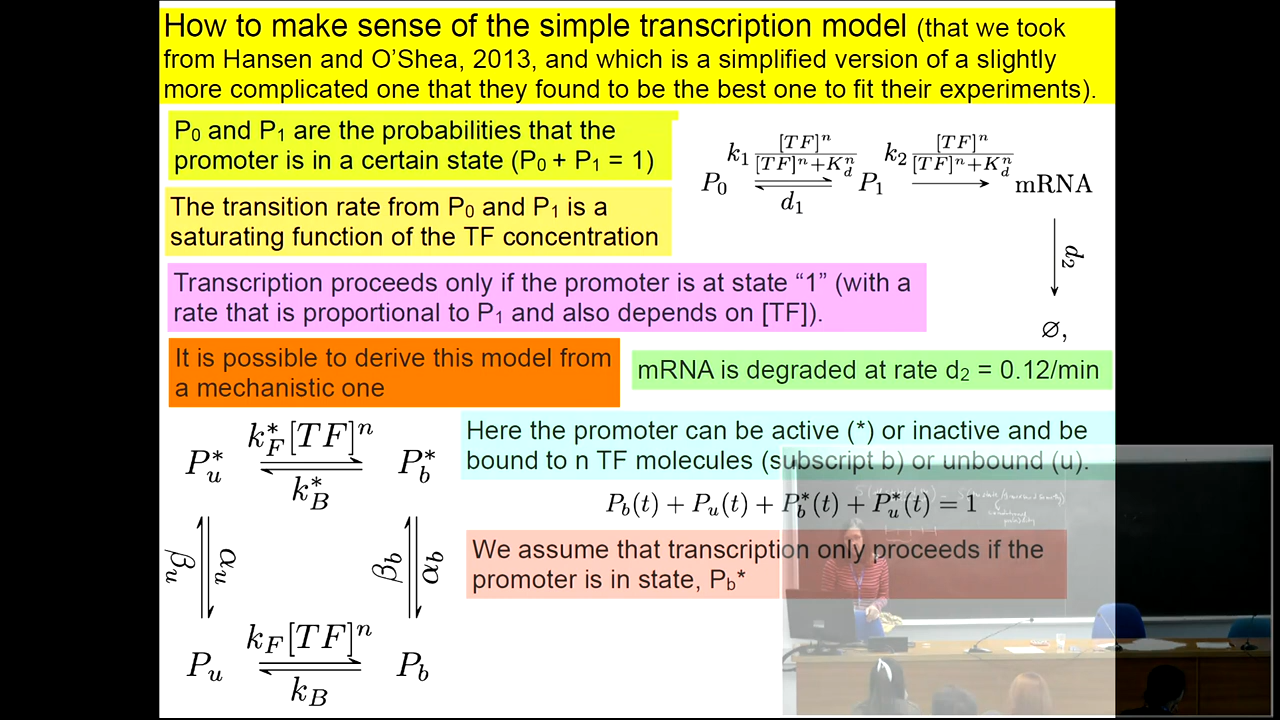 How to make sense of the simple transcription model (that we took
from Hansen and O’Shea, 2013, and which is a simplified version of a slightly
more complicated one that they found to be the best one to fit their experiments).
P₀ and P₁ are the probabilities that the
promoter is in a certain state (P₀ + P₁ = 1)
The transition rate from P₀ and P₁ is a
saturating function of the TF concentration
P₀ k₁ [TF]ⁿ/([TF]ⁿ+K_dⁿ) ⇌ d₁ P₁ k₂ [TF]ⁿ/([TF]ⁿ+K_dⁿ) → mRNA
d₂
∅,
Transcription proceeds only if the promoter is at state “1” (with a
rate that is proportional to P₁ and also depends on [TF]).
It is possible to derive this model from
a mechanistic one
mRNA is degraded at rate d₂ = 0.12/min
Here the promoter can be active (*) or inactive and be
bound to n TF molecules (subscript b) or unbound (u).
P_b(t) + P_u(t) + P*_b(t) + P*_u(t) = 1
We assume that transcription only proceeds if the
promoter is in state, P_b*
P*_u k*_F[TF]ⁿ ⇌ k*_B P*_b
β_u α_u β_b α_b
P_u k_F[TF]ⁿ ⇌ k_B P_b